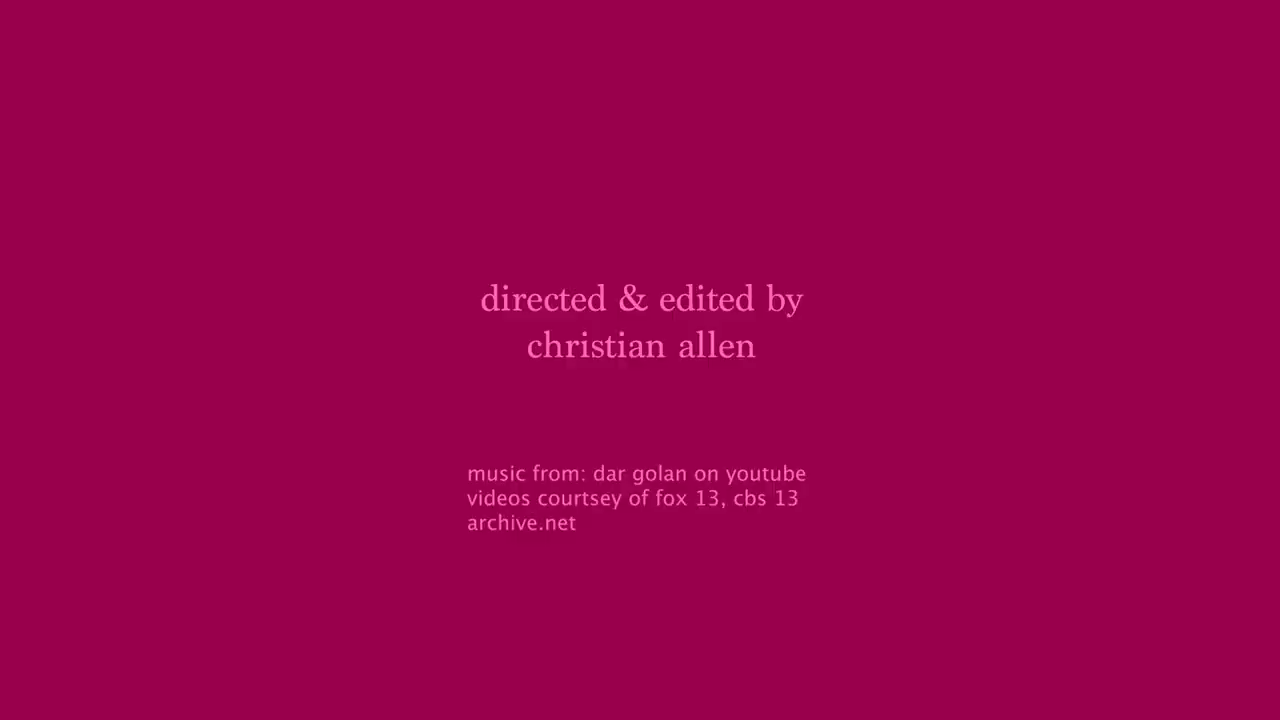 directed & edited by
christian allen
music from: dar golan on youtube
videos courtsey of fox 13, cbs 13
archive.net